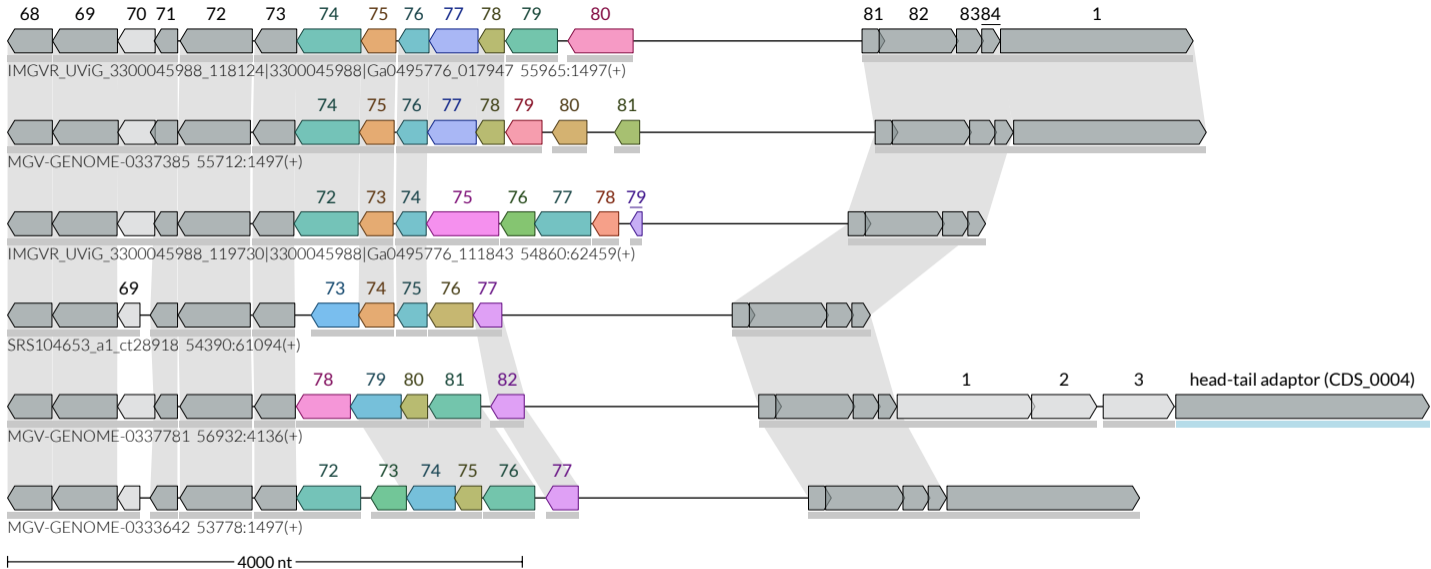 68 69 70 71 72 73 74 75 76 77 78 79 80 81 82 83 84 1
IMGVR_UViG_3300045988_118124|3300045988|Ga0495776_017947 55965:1497(+)
74 75 76 77 78 79 80 81
MGV-GENOME-0337385 55712:1497(+)
72 73 74 75 76 77 78 79
IMGVR_UViG_3300045988_119730|3300045988|Ga0495776_111843 54860:62459(+)
69 73 74 75 76 77
SRS104653_a1_ct28918 54390:61094(+)
78 79 80 81 82 1 2 3 head-tail adaptor (CDS_0004)
MGV-GENOME-0337781 56932:4136(+)
72 73 74 75 76 77
MGV-GENOME-0333642 53778:1497(+)
4000 nt